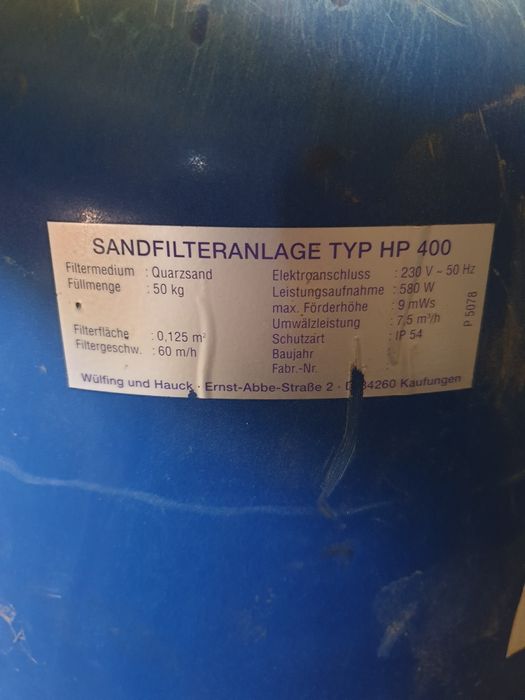 SANDFILTERANLAGE TYP HP 400
Filtermedium : Quarzsand
Füllmenge : 50 kg
Filterfläche : 0,125 m²
Filtergeschw. : 60 m/h
Elektroanschluss : 230 V ~ 50 Hz
Leistungsaufnahme : 580 W
max. Förderhöhe : 9 mWs
Umwälzleistung : 7,5 m³/h
Schutzart : IP 54
Baujahr
Fabr.-Nr.
P 5078
Wülfing und Hauck · Ernst-Abbe-Straße 2 · 34260 Kaufungen